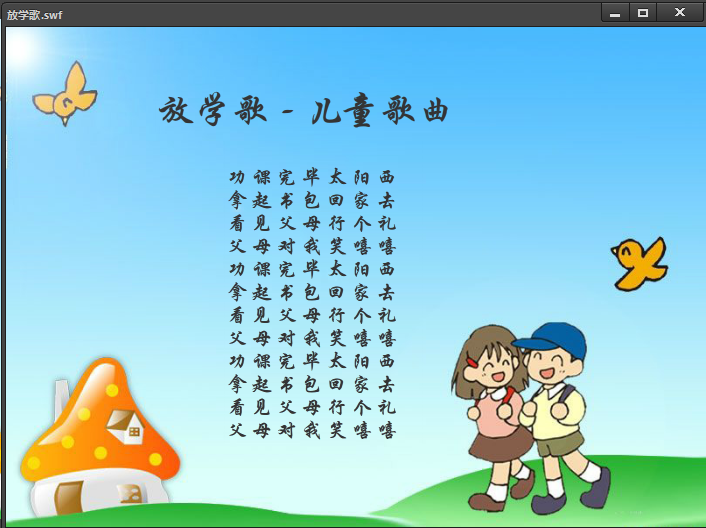 放学歌.swf
放学歌 - 儿童歌曲
功课完毕太阳西
拿起书包回家去
看见父母行个礼
父母对我笑嘻嘻
功课完毕太阳西
拿起书包回家去
看见父母行个礼
父母对我笑嘻嘻
功课完毕太阳西
拿起书包回家去
看见父母行个礼
父母对我笑嘻嘻